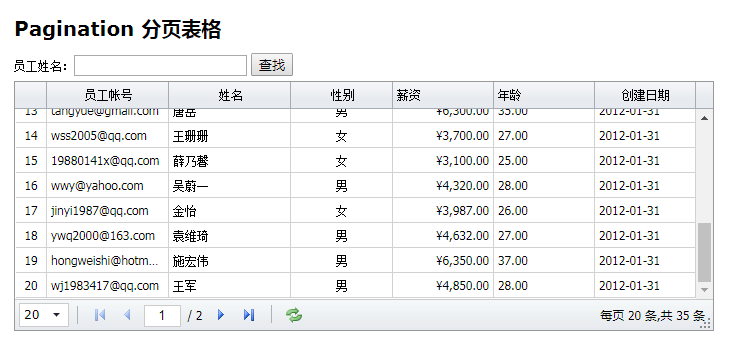 Pagination 分页表格
员工姓名: 查找
员工帐号 姓名 性别 薪资 年龄 创建日期
13 tangyue@gmail.com 唐岳 男 ¥6,300.00 35.00 2012-01-31
14 wss2005@qq.com 王珊珊 女 ¥3,700.00 27.00 2012-01-31
15 19880141x@qq.com 薛乃馨 女 ¥3,100.00 25.00 2012-01-31
16 wwy@yahoo.com 吴蔚一 男 ¥4,320.00 28.00 2012-01-31
17 jinyi1987@qq.com 金怡 女 ¥3,987.00 26.00 2012-01-31
18 ywq2000@163.com 袁维琦 男 ¥4,632.00 27.00 2012-01-31
19 hongweishi@hotm... 施宏伟 男 ¥6,350.00 37.00 2012-01-31
20 wj1983417@qq.com 王军 男 ¥4,850.00 28.00 2012-01-31
20 1 / 2 每页 20 条,共 35 条